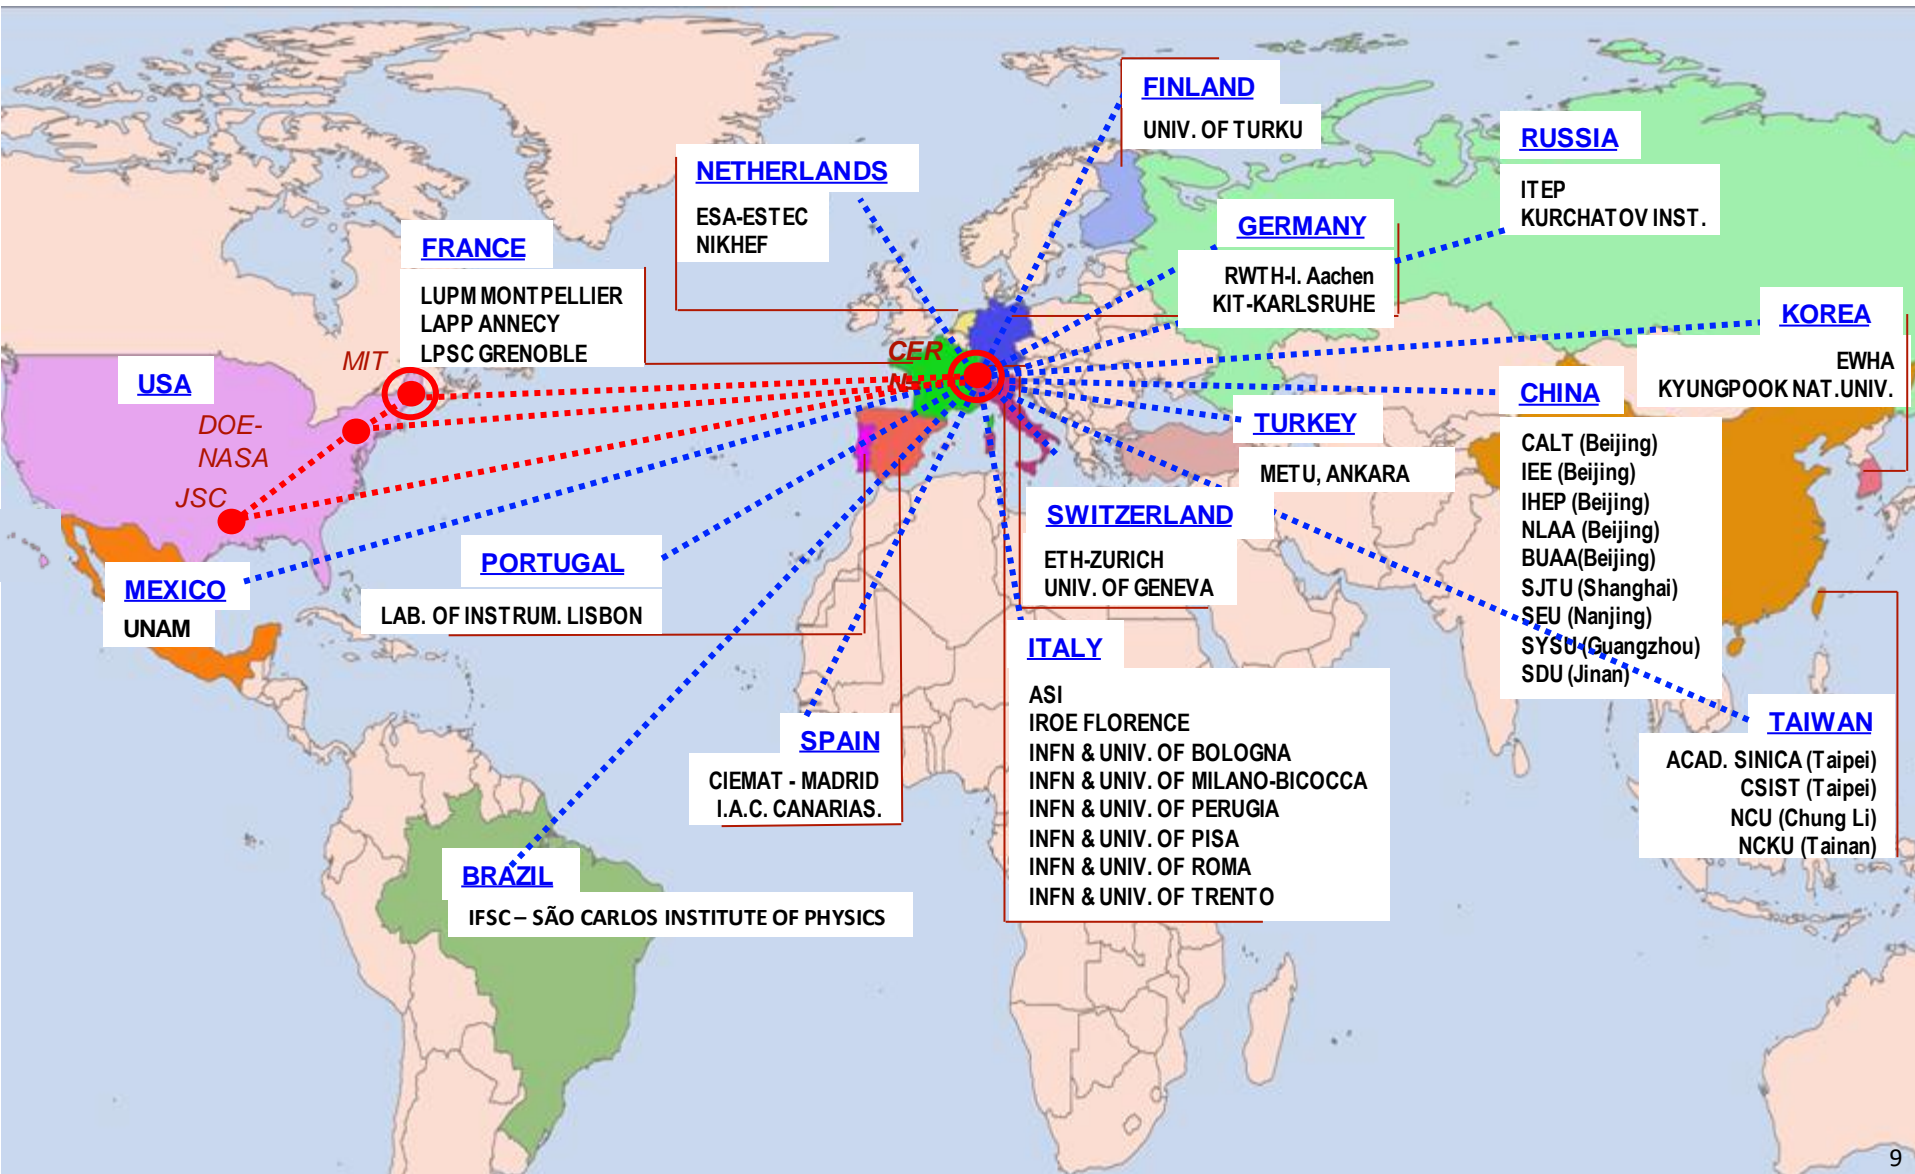 FINLAND
UNIV. OF TURKU
RUSSIA
ITEP
KURCHATOV INST.
NETHERLANDS
ESA-ESTEC
NIKHEF
GERMANY
RWTH-I. Aachen
KIT-KARLSRUHE
FRANCE
LUPM MONTPELLIER
LAPP ANNECY
LPSC GRENOBLE
KOREA
EWHA
KYUNGPOOK NAT.UNIV.
CER
N-
MIT
USA
DOE-
NASA
JSC
CHINA
CALT (Beijing)
IEE (Beijing)
IHEP (Beijing)
NLAA (Beijing)
BUAA(Beijing)
SJTU (Shanghai)
SEU (Nanjing)
SYSU (Guangzhou)
SDU (Jinan)
TURKEY
METU, ANKARA
SWITZERLAND
ETH-ZURICH
UNIV. OF GENEVA
PORTUGAL
LAB. OF INSTRUM. LISBON
MEXICO
UNAM
ITALY
ASI
IROE FLORENCE
INFN & UNIV. OF BOLOGNA
INFN & UNIV. OF MILANO-BICOCCA
INFN & UNIV. OF PERUGIA
INFN & UNIV. OF PISA
INFN & UNIV. OF ROMA
INFN & UNIV. OF TRENTO
SPAIN
CIEMAT - MADRID
I.A.C. CANARIAS.
TAIWAN
ACAD. SINICA (Taipei)
CSIST (Taipei)
NCU (Chung Li)
NCKU (Tainan)
BRAZIL
IFSC – SÃO CARLOS INSTITUTE OF PHYSICS
9